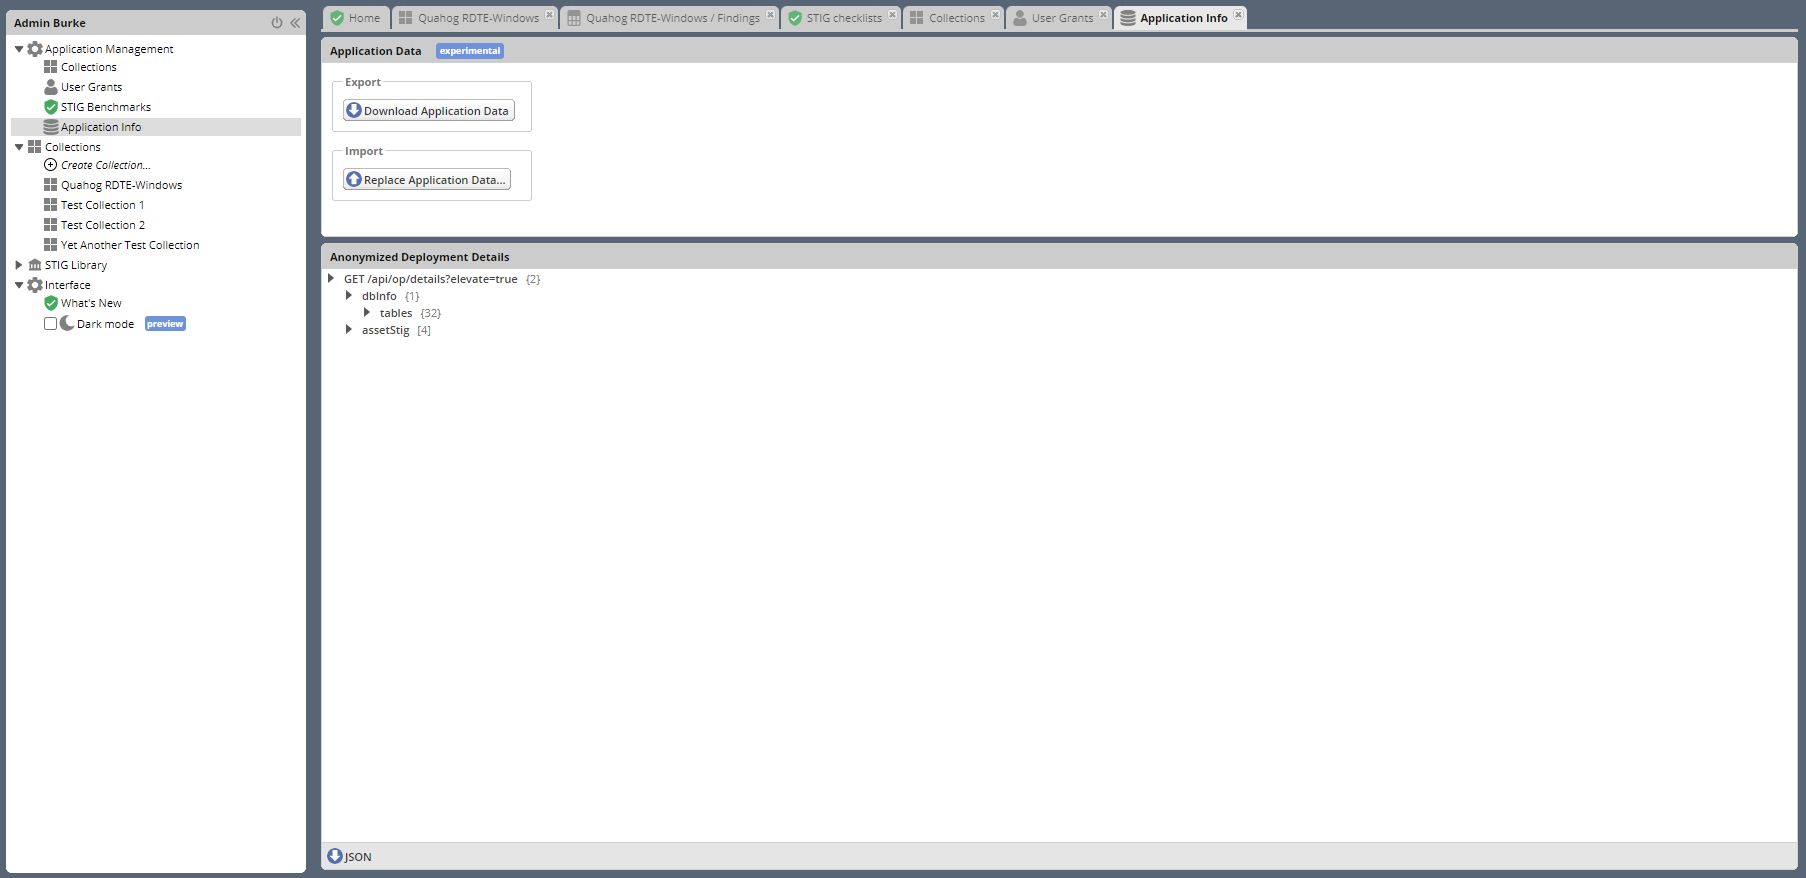 Admin Burke
Application Management
Collections
User Grants
STIG Benchmarks
Application Info
Collections
Create Collection...
Quahog RDTE-Windows
Test Collection 1
Test Collection 2
Yet Another Test Collection
STIG Library
Interface
What's New
Dark mode preview
Home Quahog RDTE-Windows Quahog RDTE-Windows / Findings STIG checklists Collections User Grants Application Info
Application Data experimental
Export
Download Application Data
Import
Replace Application Data...
Anonymized Deployment Details
GET /api/op/details?elevate=true {2}
dbInfo {1}
tables {32}
assetStig [4]
JSON